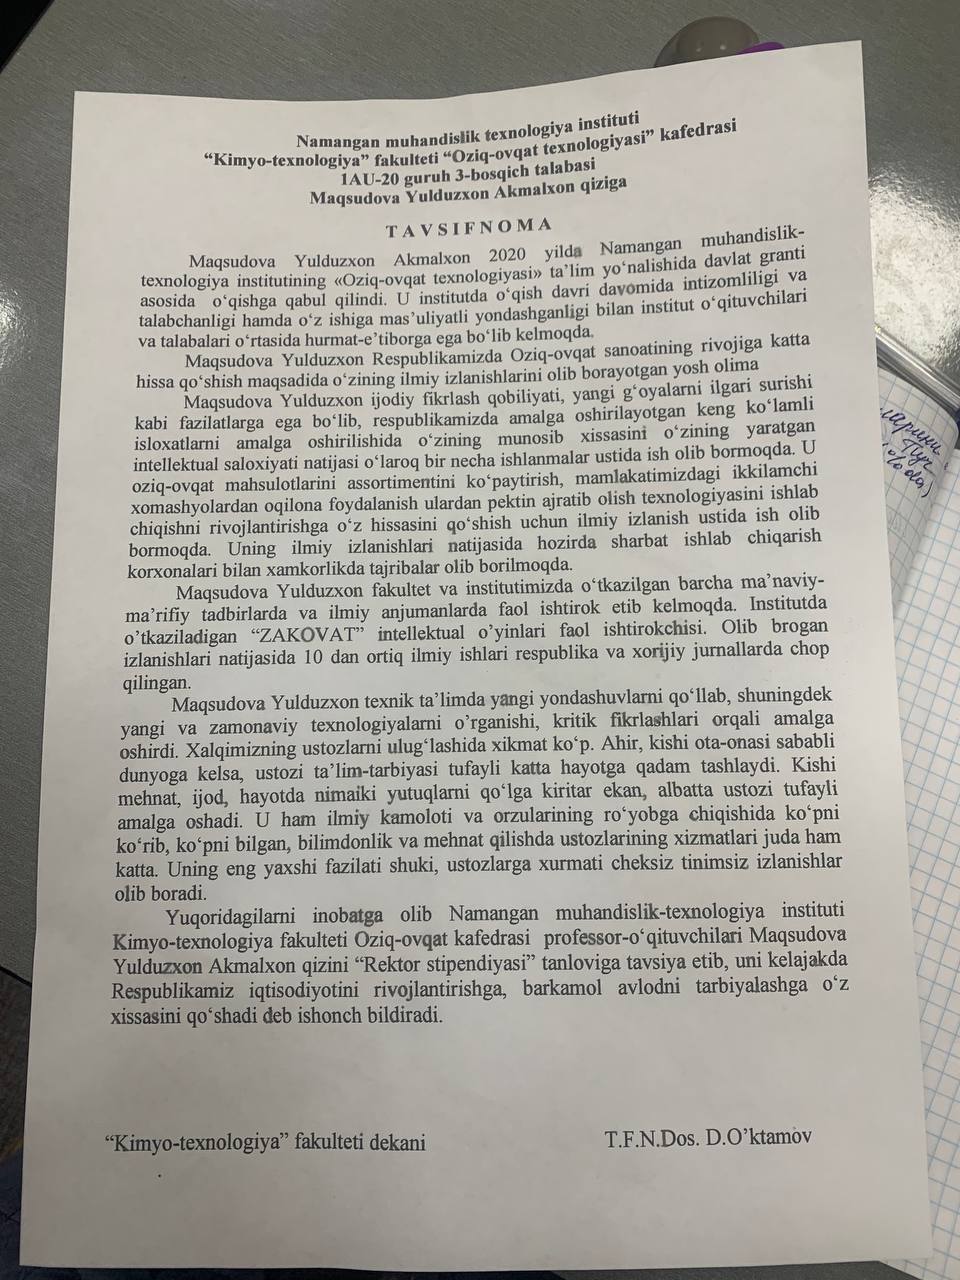 Namangan muhandislik texnologiya instituti
“Kimyo-texnologiya” fakulteti “Oziq-ovqat texnologiyasi” kafedrasi
1AU-20 guruh 3-bosqich talabasi
Maqsudova Yulduzxon Akmalxon qiziga
TAVSIFNOMA
Maqsudova Yulduzxon Akmalxon 2020 yilda Namangan muhandislik-
texnologiya institutining «Oziq-ovqat texnologiyasi» ta’lim yo‘nalishida davlat granti
asosida o‘qishga qabul qilindi. U institutda o‘qish davri davomida intizomliligi va
talabchanligi hamda o‘z ishiga mas’uliyatli yondashganligi bilan institut o‘qituvchilari
va talabalari o‘rtasida hurmat-e’tiborga ega bo‘lib kelmoqda.
Maqsudova Yulduzxon Respublikamizda Oziq-ovqat sanoatining rivojiga katta
hissa qo‘shish maqsadida o‘zining ilmiy izlanishlarini olib borayotgan yosh olima
Maqsudova Yulduzxon ijodiy fikrlash qobiliyati, yangi g‘oyalarni ilgari surishi
kabi fazilatlarga ega bo‘lib, respublikamizda amalga oshirilayotgan keng ko‘lamli
isloxatlarni amalga oshirilishida o‘zining munosib xissasini o‘zining yaratgan
intellektual saloxiyati natijasi o‘laroq bir necha ishlanmalar ustida ish olib bormoqda. U
oziq-ovqat mahsulotlarini assortimentini ko‘paytirish, mamlakatimizdagi ikkilamchi
xomashyolardan oqilona foydalanish ulardan pektin ajratib olish texnologiyasini ishlab
chiqishni rivojlantirishga o‘z hissasini qo‘shish uchun ilmiy izlanish ustida ish olib
bormoqda. Uning ilmiy izlanishlari natijasida hozirda sharbat ishlab chiqarish
korxonalari bilan xamkorlikda tajribalar olib borilmoqda.
Maqsudova Yulduzxon fakultet va institutimizda o‘tkazilgan barcha ma’naviy-
ma’rifiy tadbirlarda va ilmiy anjumanlarda faol ishtirok etib kelmoqda. Institutda
o’tkaziladigan “ZAKOVAT” intellektual o’yinlari faol ishtirokchisi. Olib brogan
izlanishlari natijasida 10 dan ortiq ilmiy ishlari respublika va xorijiy jurnallarda chop
qilingan.
Maqsudova Yulduzxon texnik ta’limda yangi yondashuvlarni qo‘llab, shuningdek
yangi va zamonaviy texnologiyalarni o’rganishi, kritik fikrlashlari orqali amalga
oshirdi. Xalqimizning ustozlarni ulug‘lashida xikmat ko‘p. Ahir, kishi ota-onasi sababli
dunyoga kelsa, ustozi ta’lim-tarbiyasi tufayli katta hayotga qadam tashlaydi. Kishi
mehnat, ijod, hayotda nimaiki yutuqlarni qo‘lga kiritar ekan, albatta ustozi tufayli
amalga oshadi. U ham ilmiy kamoloti va orzularining ro‘yobga chiqishida ko‘pni
ko‘rib, ko‘pni bilgan, bilimdonlik va mehnat qilishda ustozlarining xizmatlari juda ham
katta. Uning eng yaxshi fazilati shuki, ustozlarga xurmati cheksiz tinimsiz izlanishlar
olib boradi.
Yuqoridagilarni inobatga olib Namangan muhandislik-texnologiya instituti
Kimyo-texnologiya fakulteti Oziq-ovqat kafedrasi professor-o‘qituvchilari Maqsudova
Yulduzxon Akmalxon qizini “Rektor stipendiyasi” tanloviga tavsiya etib, uni kelajakda
Respublikamiz iqtisodiyotini rivojlantirishga, barkamol avlodni tarbiyalashga o‘z
xissasini qo‘shadi deb ishonch bildiradi.
“Kimyo-texnologiya” fakulteti dekani T.F.N.Dos. D.O’ktamov